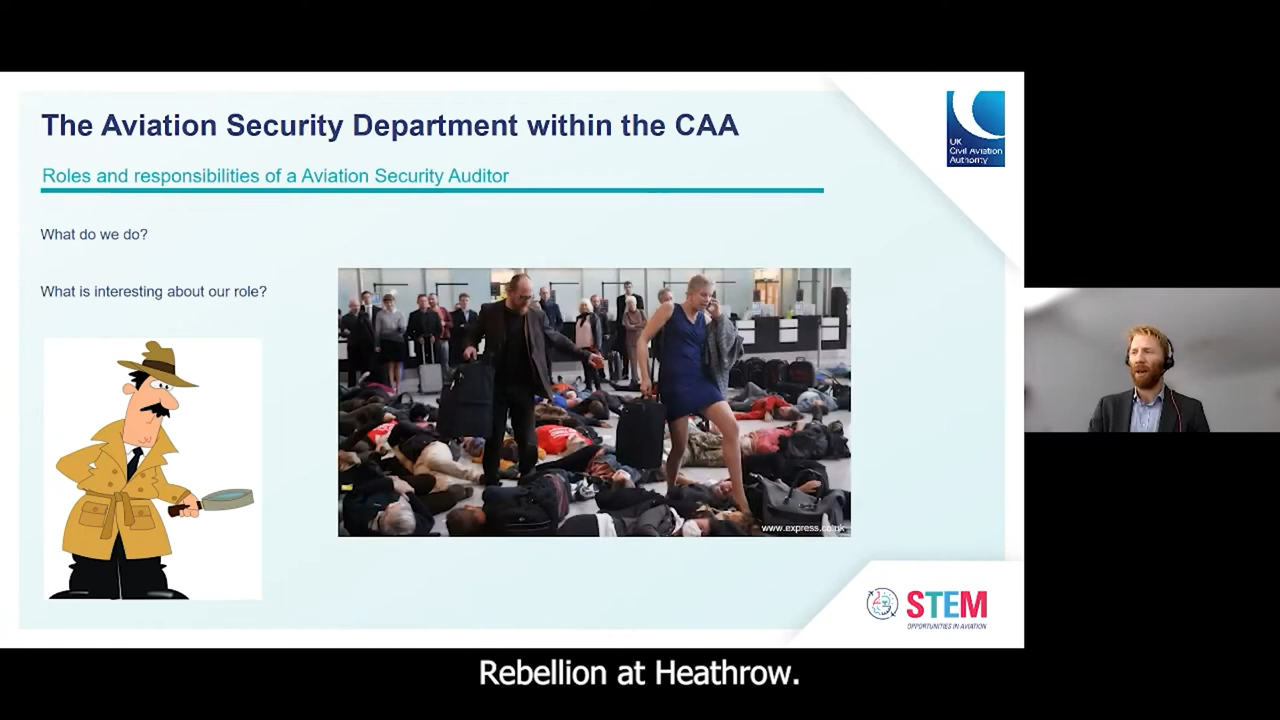 The Aviation Security Department within the CAA
Roles and responsibilities of a Aviation Security Auditor
What do we do?
What is interesting about our role?
UK
Civil Aviation
Authority
www.express.co.uk
STEM
OPPORTUNITIES IN AVIATION
Rebellion at Heathrow.